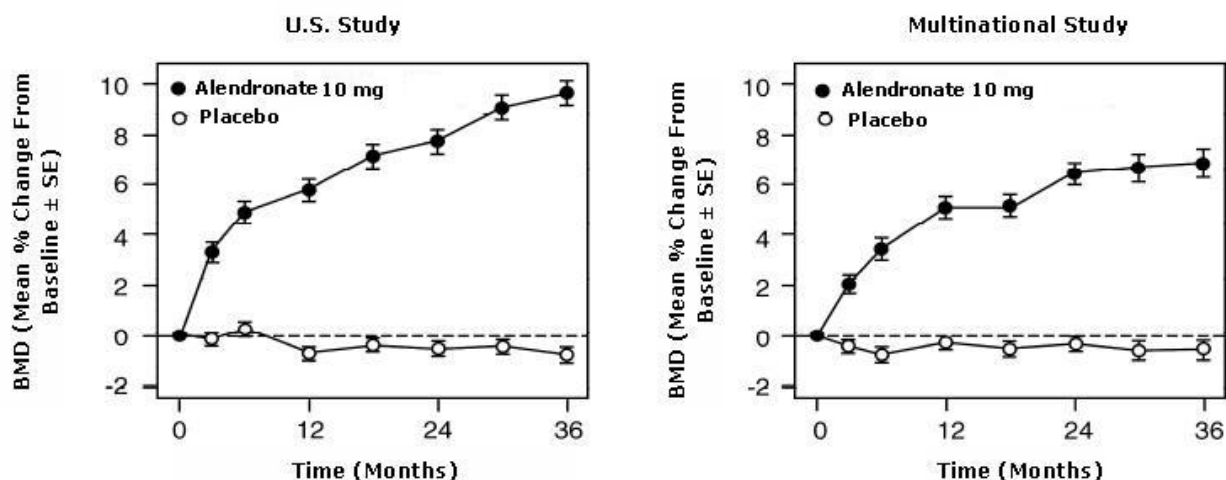 U.S. Study
BMD (Mean % Change From
Baseline ± SE)
10
8
6
4
2
0
-2
Alendronate 10 mg
Placebo
0
12
24
36
Time (Months)
Multinational Study
BMD (Mean % Change From
Baseline ± SE)
10
8
6
4
2
0
-2
Alendronate 10 mg
Placebo
0
12
24
36
Time (Months)